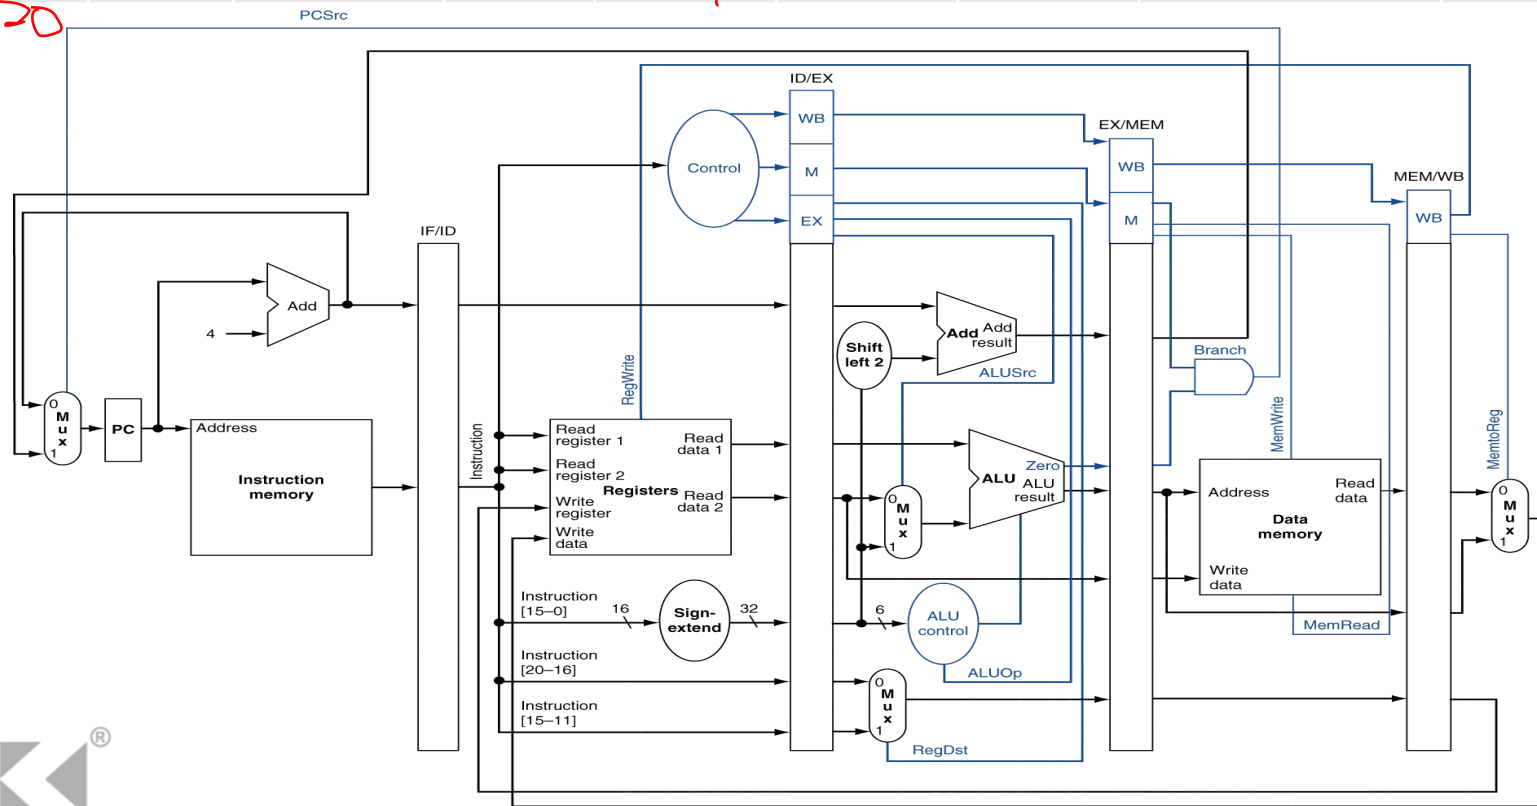 20
PCSrc
ID/EX
WB
M
EX
Control
EX/MEM
WB
M
MEM/WB
WB
IF/ID
Add
4
RegWrite
Shift
left 2
Add
Add
result
ALUSrc
Branch
MemWrite
MemtoReg
0
M
u
x
1
PC
Address
Instruction
memory
Instruction
Read
register 1
Read
register 2
Write
register
Write
data
Registers
Read
data 1
Read
data 2
0
M
u
x
1
ALU
Zero
ALU
result
Address
Read
data
Data
memory
Write
data
MemRead
0
M
u
x
1
Instruction
[15–0]
16
Sign-
extend
32
6
ALU
control
ALUOp
Instruction
[20–16]
Instruction
[15–11]
0
M
u
x
1
RegDst
®